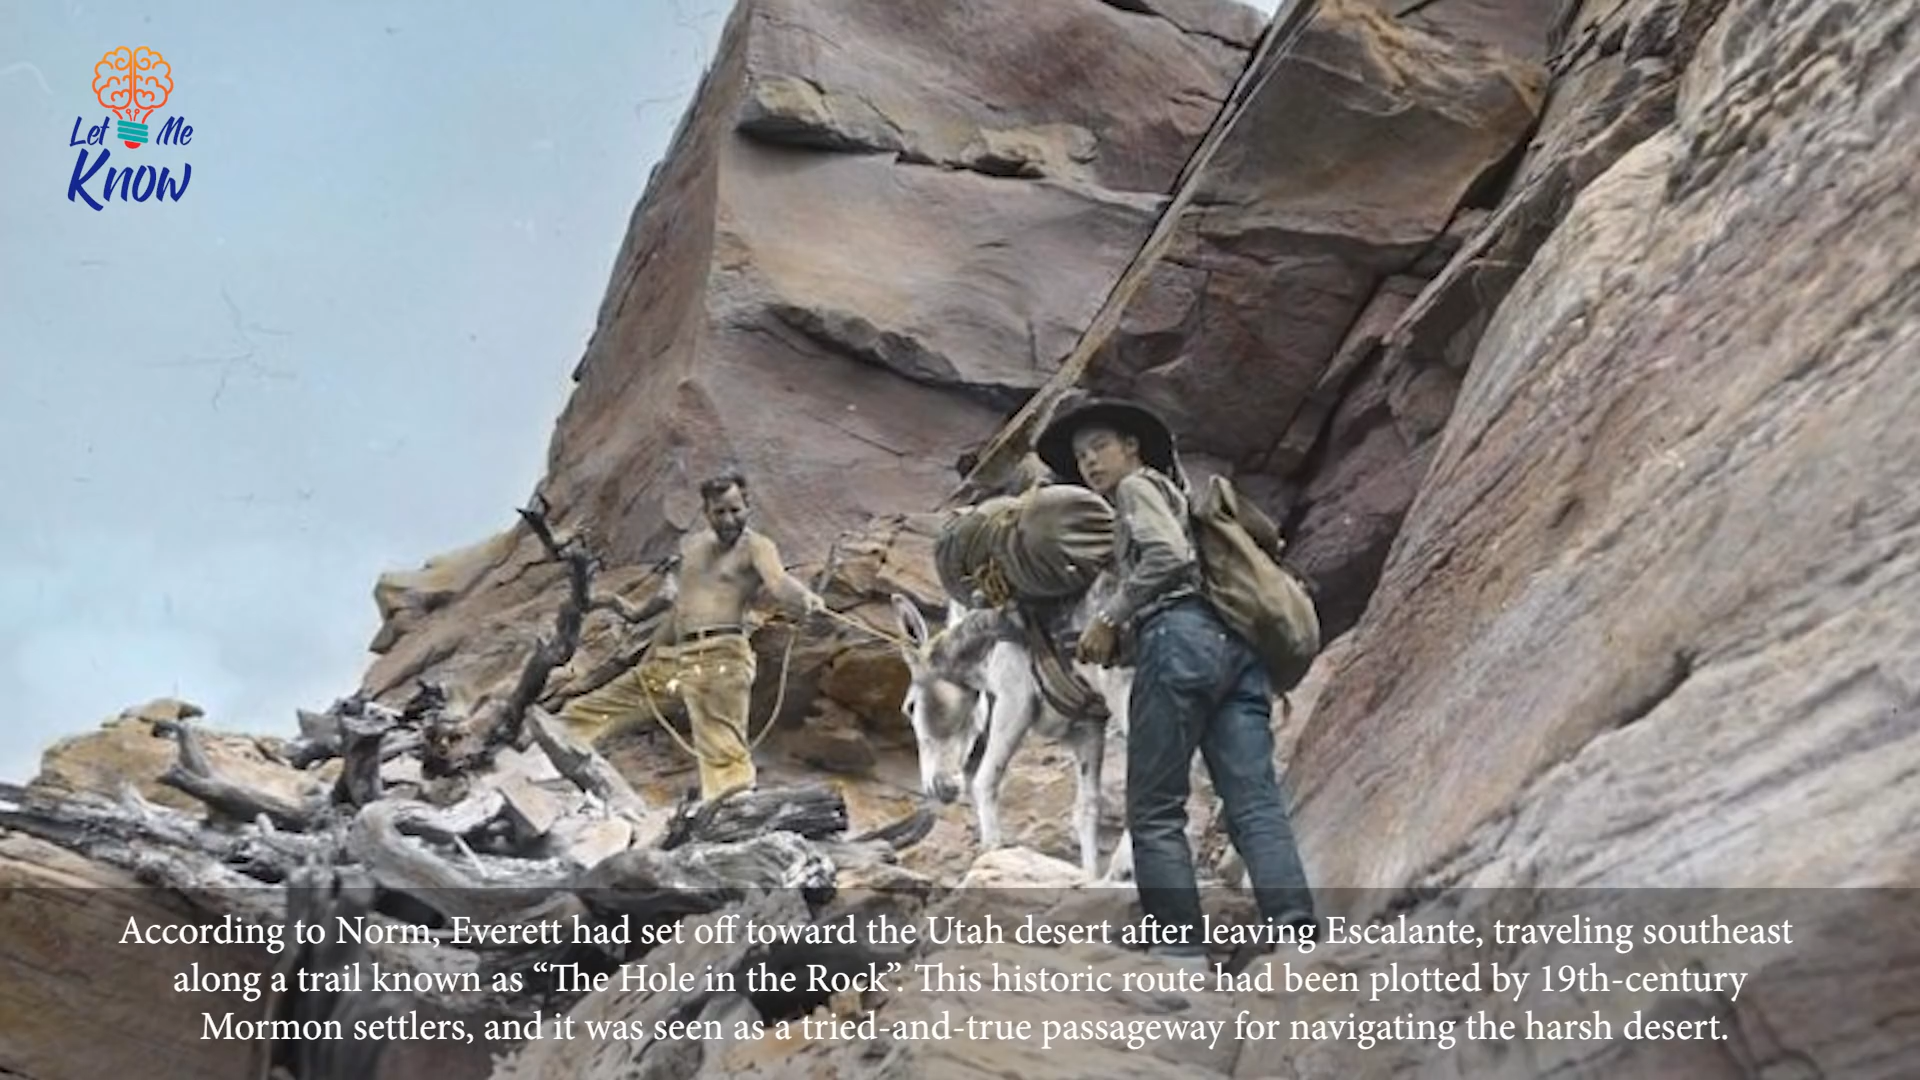 Let Me
Know
According to Norm, Everett had set off toward the Utah desert after leaving Escalante, traveling southeast
along a trail known as “The Hole in the Rock”. This historic route had been plotted by 19th-century
Mormon settlers, and it was seen as a tried-and-true passageway for navigating the harsh desert.